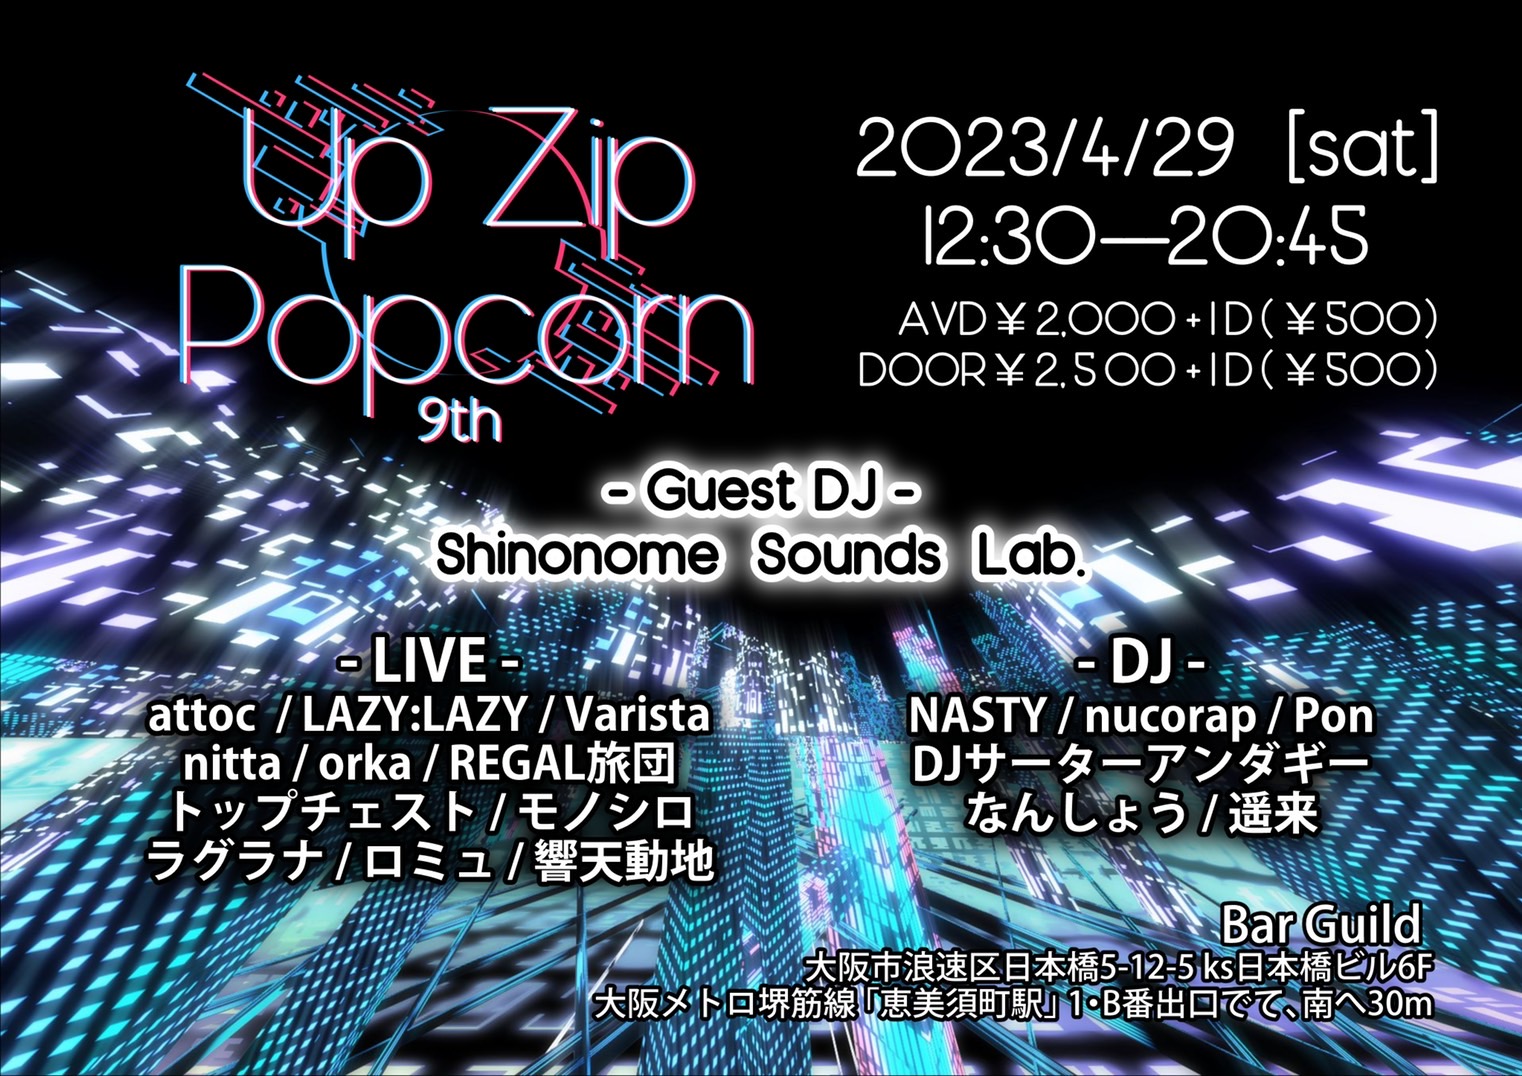 Up Zip
Popcorn
9th
2023/4/29 [sat]
12:30—20:45
AVD¥2,000+1D(¥500)
DOOR¥2,500+1D(¥500)
- Guest DJ -
Shinonome Sounds Lab.
- LIVE -
attoc / LAZY:LAZY / Varista
nitta / orka / REGAL旅団
トップチェスト / モノシロ
ラグラナ / ロミュ / 響天動地
- DJ -
NASTY / nucorap / Pon
DJサーターアンダギー
なんしょう / 遥来
Bar Guild
大阪市浪速区日本橋5-12-5 ks日本橋ビル6F
大阪メトロ堺筋線「恵美須町駅」1・B番出口でて、南へ30m